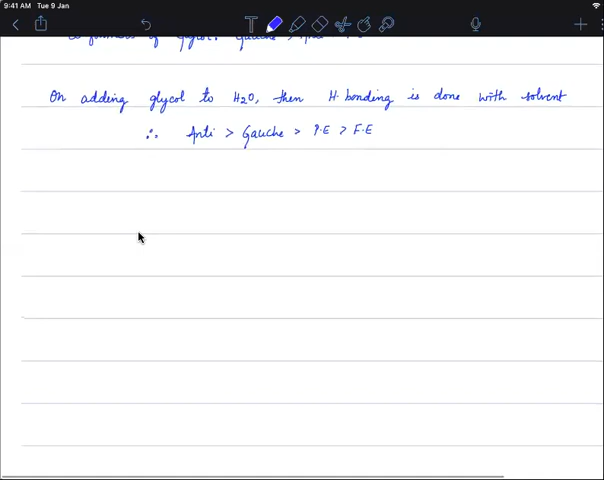 9:41 AM Tue 9 Jan
On adding glycol to H2O, then H-bonding is done with solvent
∴ Anti > Gauche > P.E > F.E